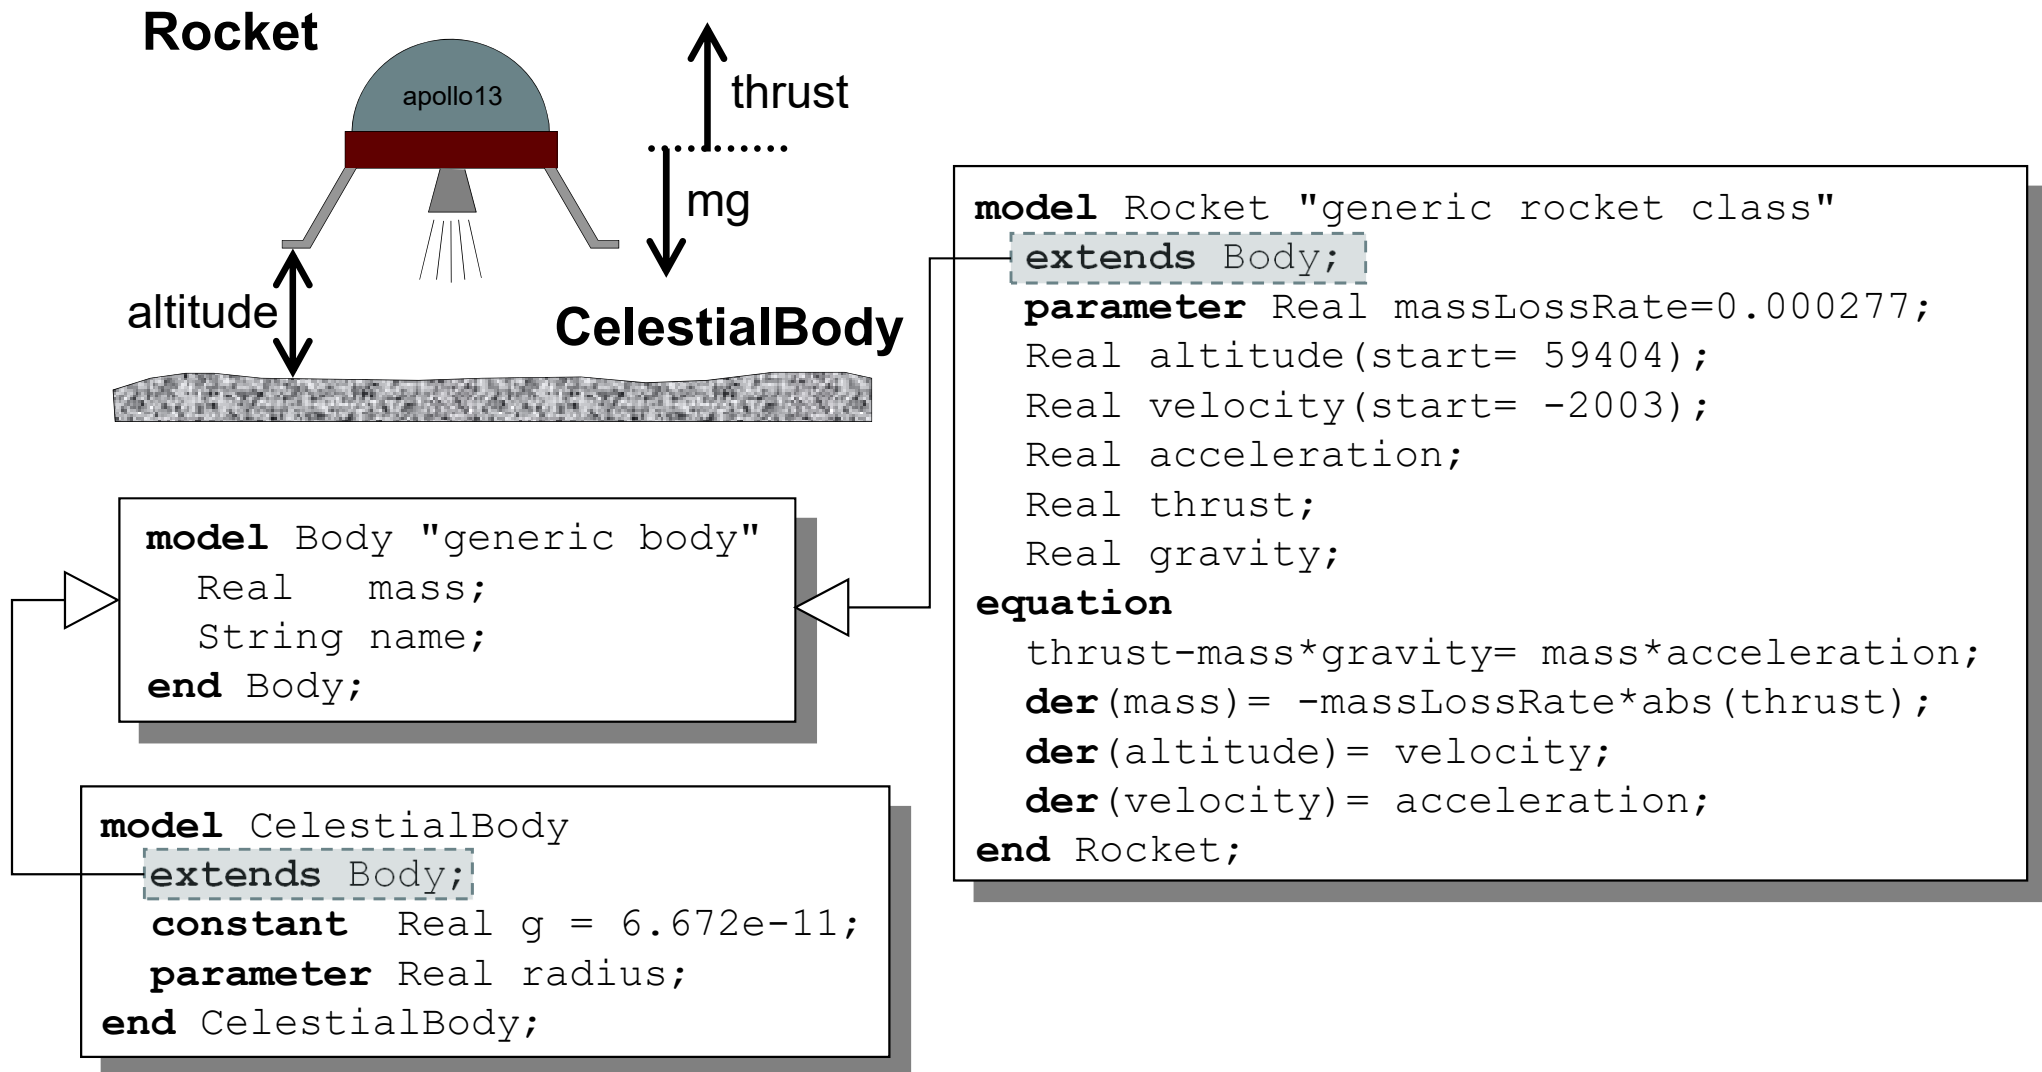 Rocket
apollo13
thrust
mg
altitude
CelestialBody
model Body "generic body"
  Real   mass;
  String name;
end Body;
model CelestialBody
  extends Body;
  constant  Real g = 6.672e-11;
  parameter Real radius;
end CelestialBody;
model Rocket "generic rocket class"
  extends Body;
  parameter Real massLossRate=0.000277;
  Real altitude(start= 59404);
  Real velocity(start= -2003);
  Real acceleration;
  Real thrust;
  Real gravity;
equation
  thrust-mass*gravity= mass*acceleration;
  der(mass)= -massLossRate*abs(thrust);
  der(altitude)= velocity;
  der(velocity)= acceleration;
end Rocket;